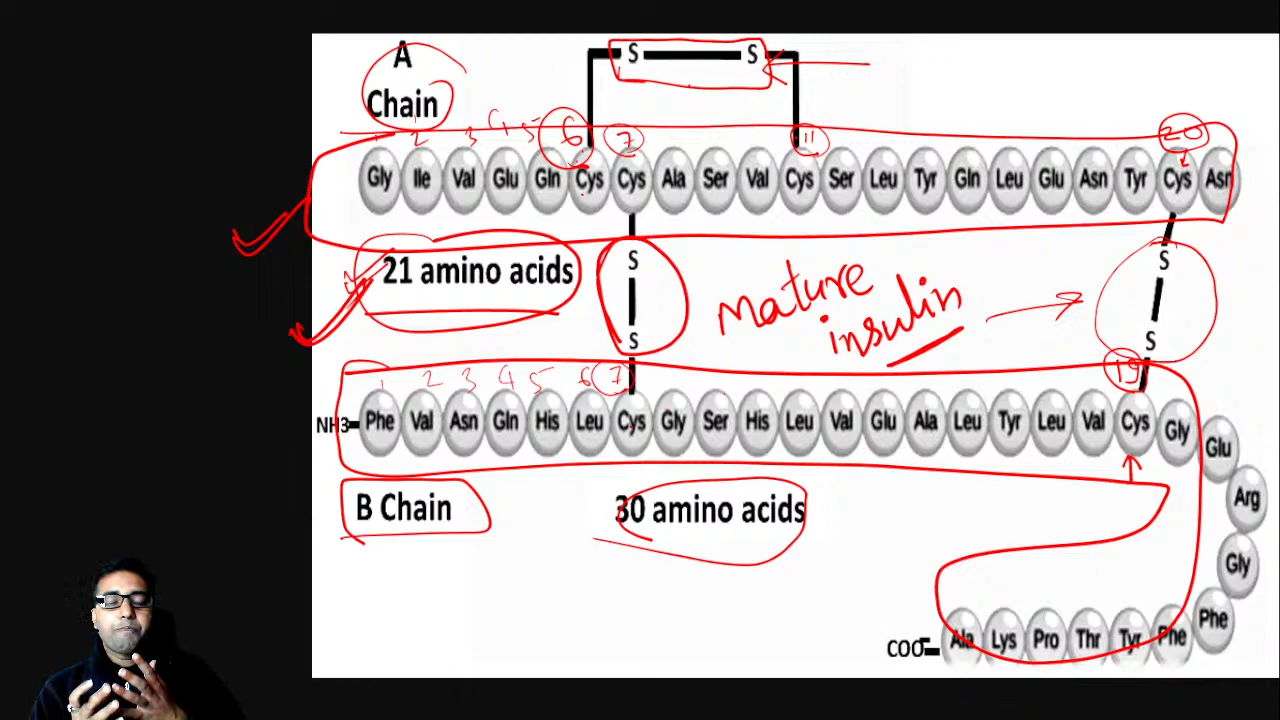 A
Chain
S S
1 2 3 4 5 6 7 11 20
Gly Ile Val Glu Gln Cys Cys Ala Ser Val Cys Ser Leu Tyr Gln Leu Glu Asn Tyr Cys Asn
21 amino acids
S S
mature
insulin
S S
1 2 3 4 5 6 7 19
NH3 Phe Val Asn Gln His Leu Cys Gly Ser His Leu Val Glu Ala Leu Tyr Leu Val Cys Gly Glu
Arg
B Chain 30 amino acids
Gly
Phe
COO- Ala Lys Pro Thr Tyr Phe